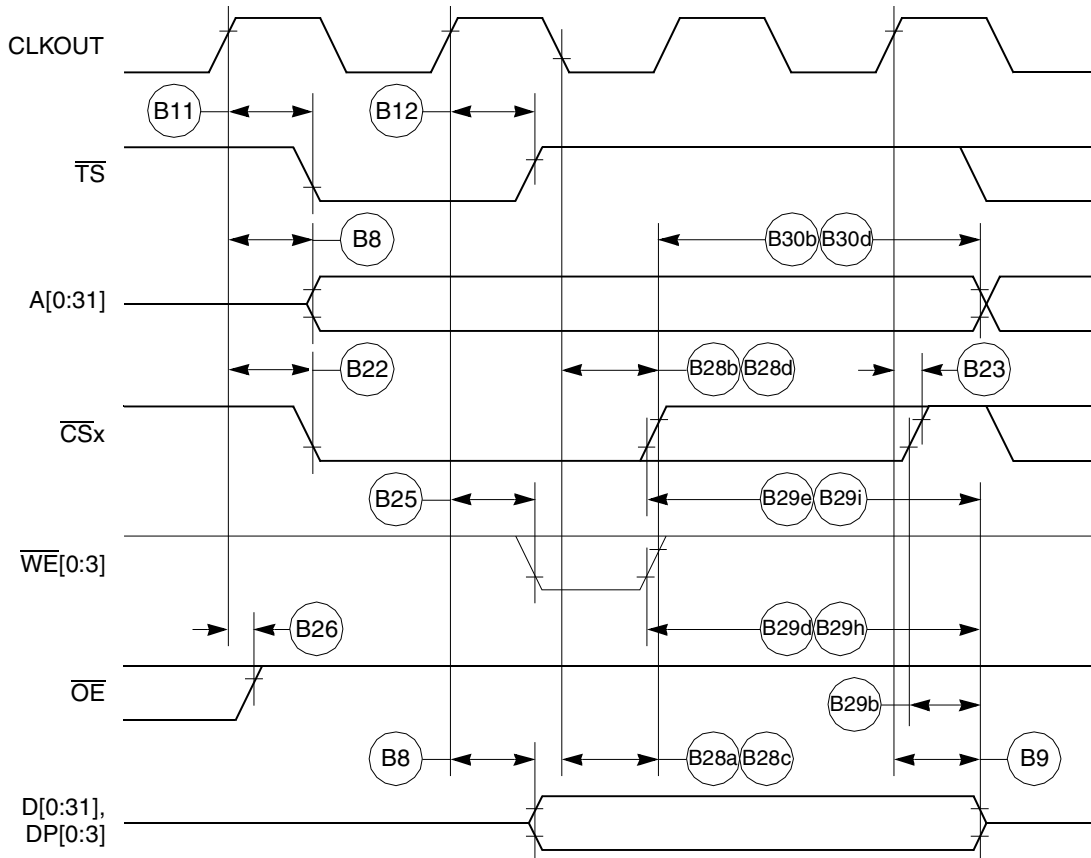 CLKOUT
B11
B12
TS
B8
B30b B30d
A[0:31]
B22
B28b B28d
B23
CSx
B25
B29e B29i
WE[0:3]
B26
B29d B29h
OE
B29b
B8
B28a B28c
B9
D[0:31],
DP[0:3]